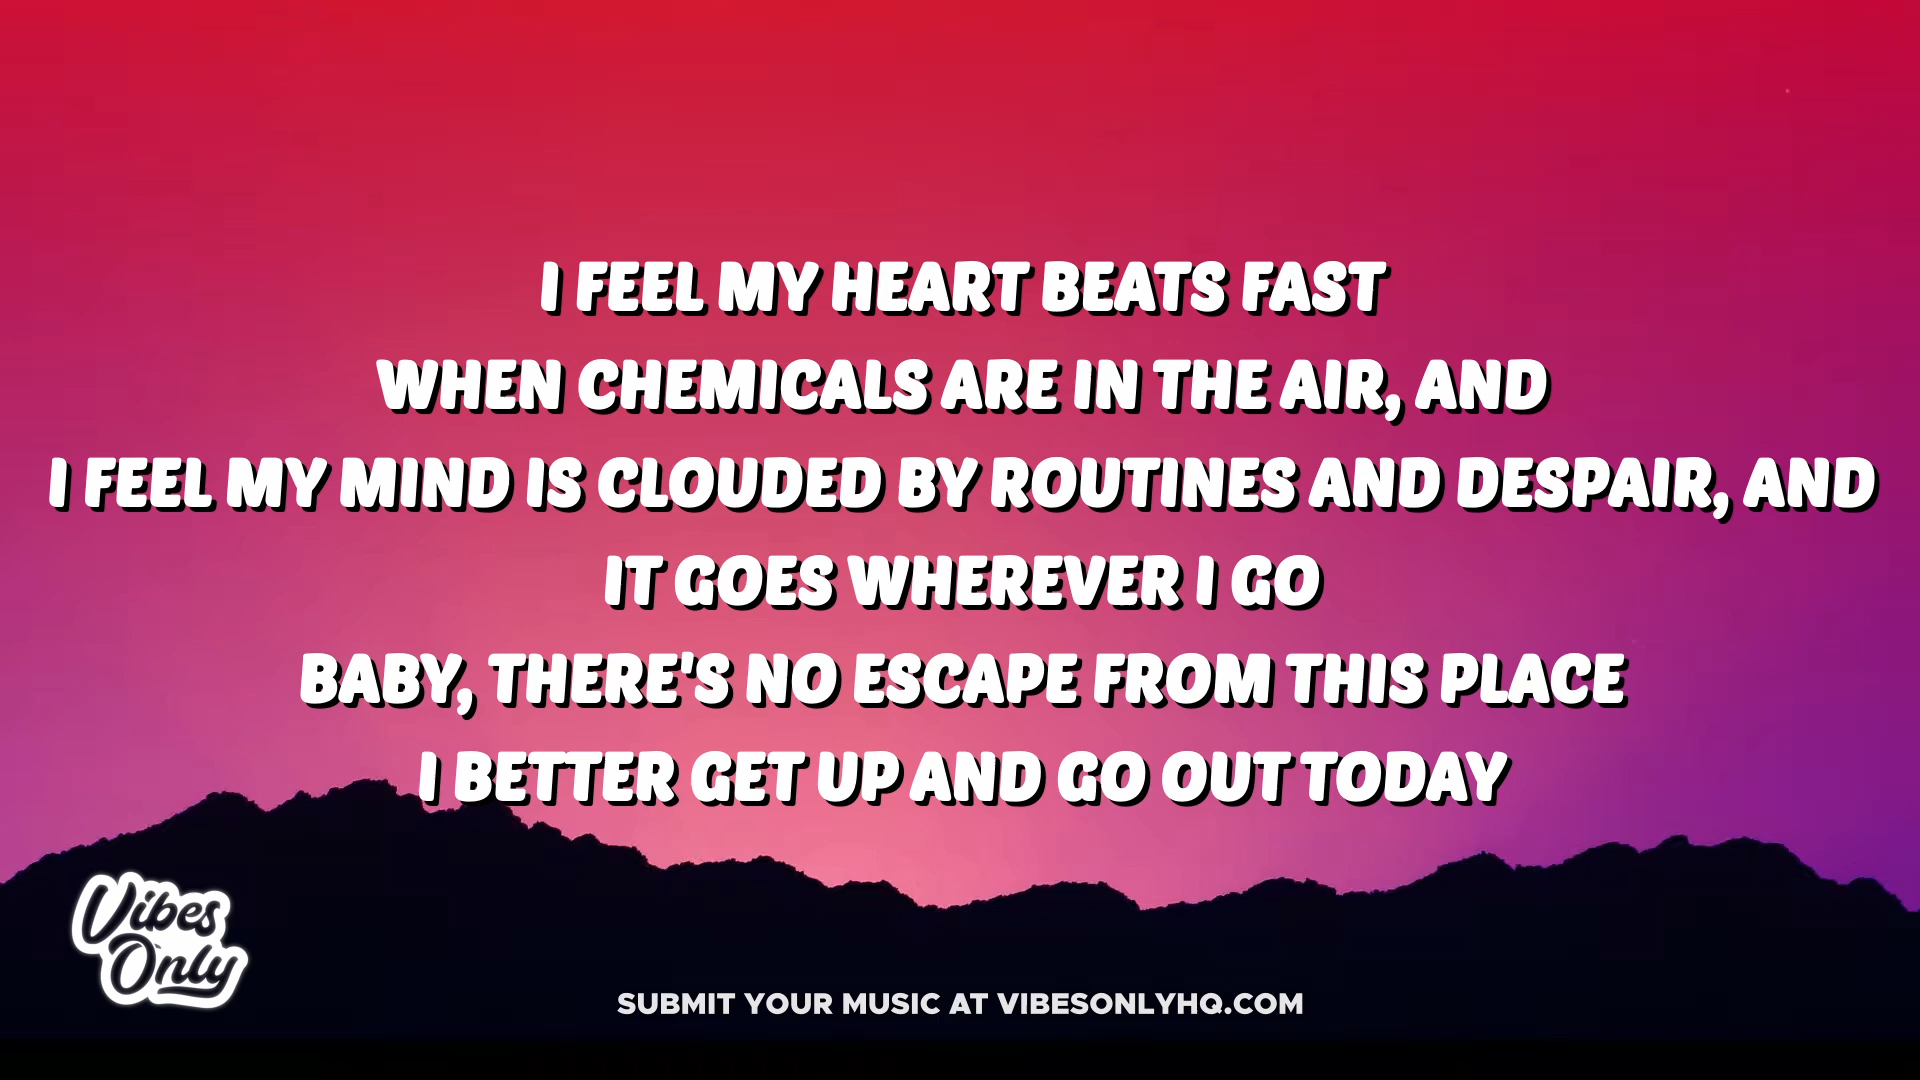 I FEEL MY HEART BEATS FAST
WHEN CHEMICALS ARE IN THE AIR, AND
I FEEL MY MIND IS CLOUDED BY ROUTINES AND DESPAIR, AND
IT GOES WHEREVER I GO
BABY, THERE'S NO ESCAPE FROM THIS PLACE
I BETTER GET UP AND GO OUT TODAY
Vibes
Only
SUBMIT YOUR MUSIC AT VIBESONLYHQ.COM